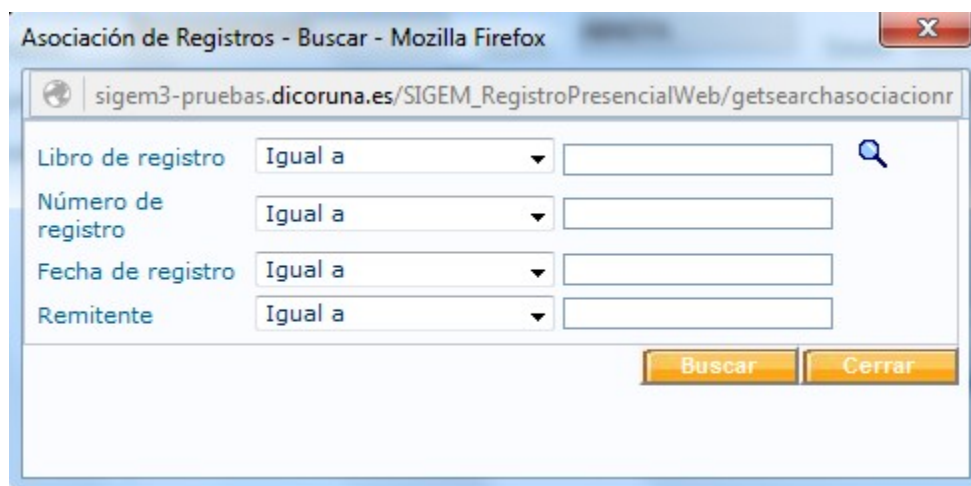 Asociación de Registros - Buscar - Mozilla Firefox
sigem3-pruebas.dicoruna.es/SIGEM_RegistroPresencialWeb/getsearchasociacionr
Libro de registro Igual a
Número de registro Igual a
Fecha de registro Igual a
Remitente Igual a
Buscar Cerrar